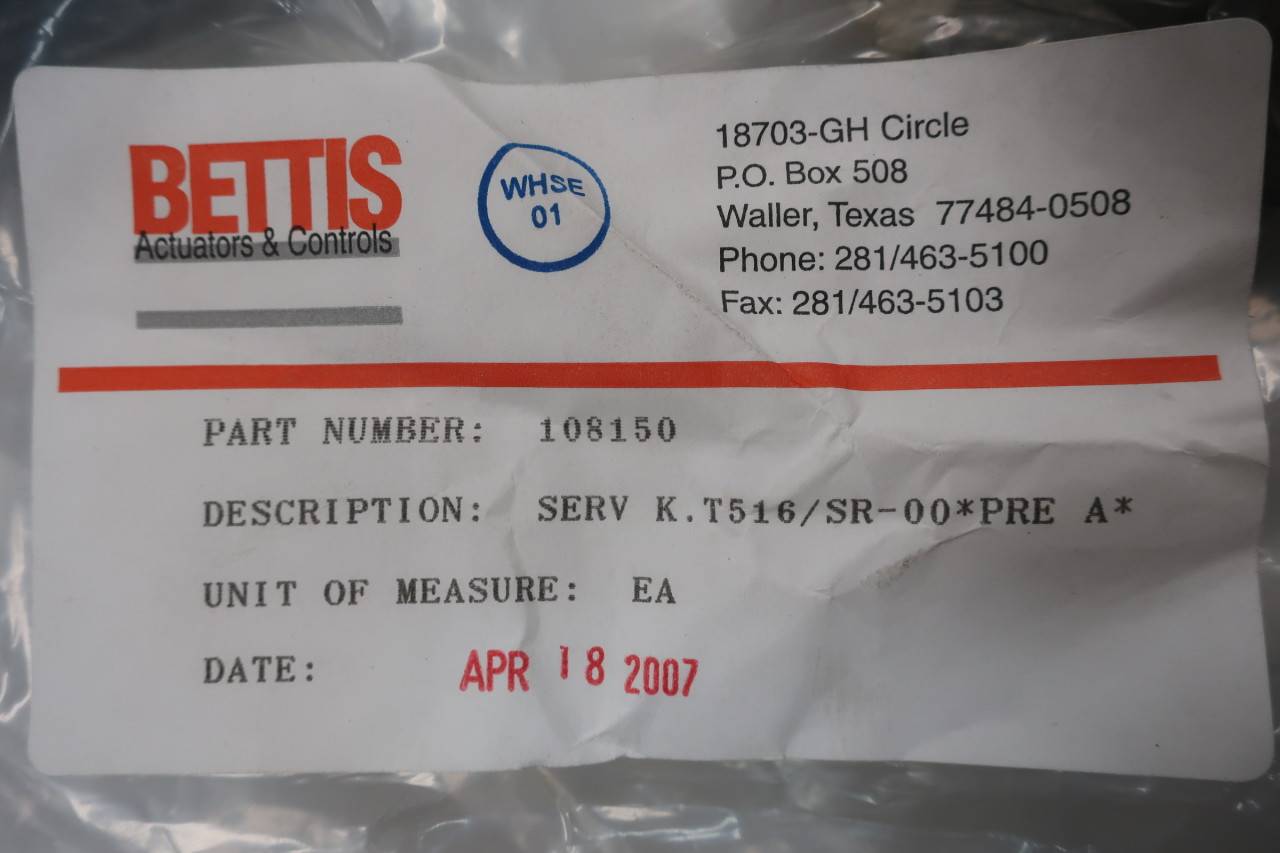 BETTIS
Actuators & Controls
WHSE
01
18703-GH Circle
P.O. Box 508
Waller, Texas 77484-0508
Phone: 281/463-5100
Fax: 281/463-5103
PART NUMBER: 108150
DESCRIPTION: SERV K.T516/SR-00*PRE A*
UNIT OF MEASURE: EA
DATE: APR 18 2007